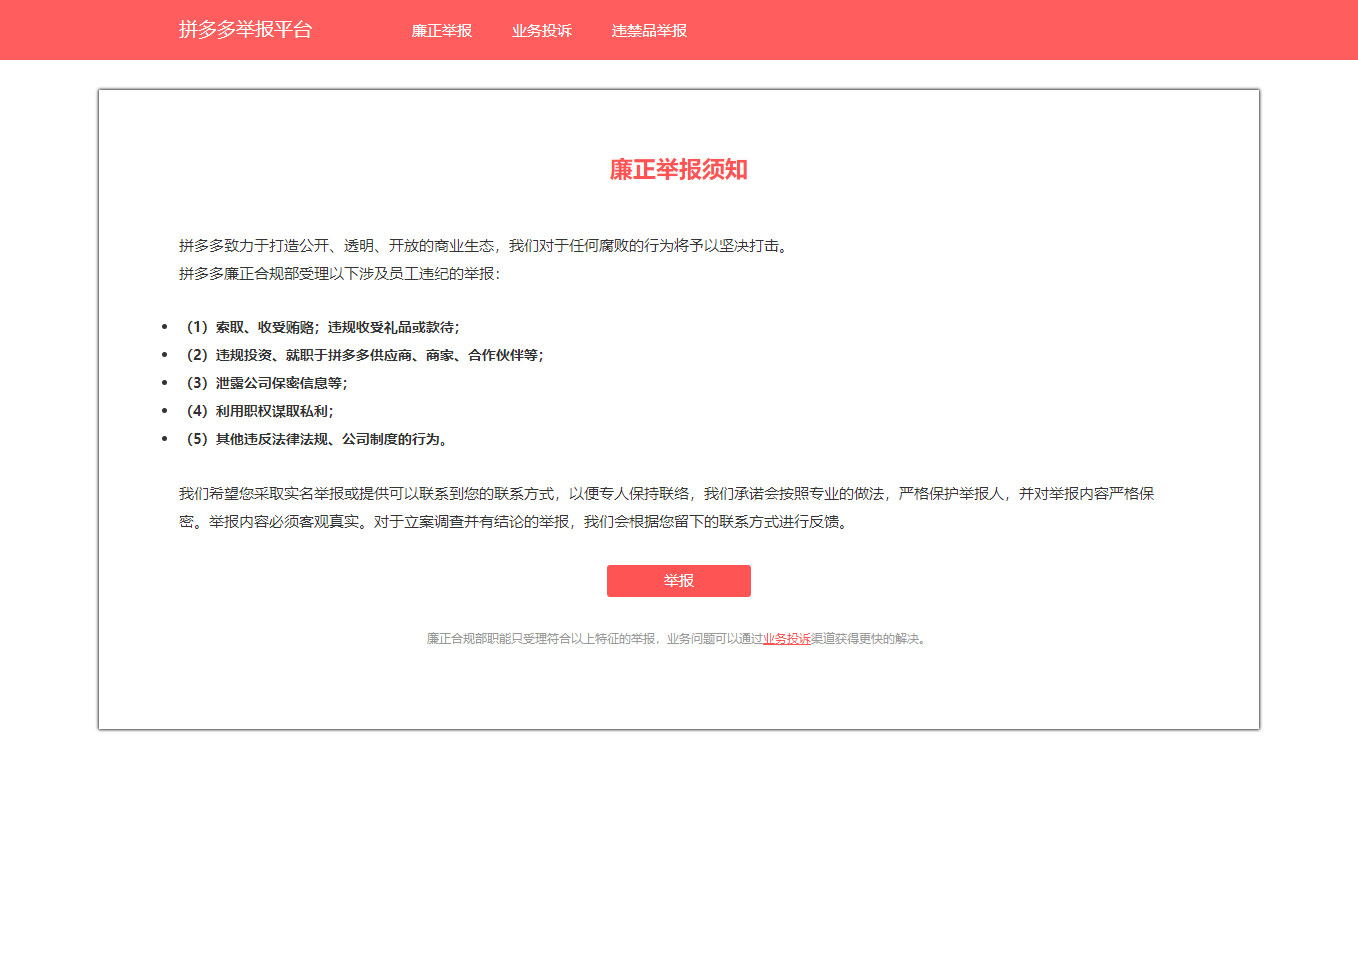 拼多多举报平台 廉正举报 业务投诉 违禁品举报
廉正举报须知
拼多多致力于打造公开、透明、开放的商业生态，我们对于任何腐败的行为将予以坚决打击。
拼多多廉正合规部受理以下涉及员工违纪的举报：
（1）索取、收受贿赂；违规收受礼品或款待；
（2）违规投资、就职于拼多多供应商、商家、合作伙伴等；
（3）泄露公司保密信息等；
（4）利用职权谋取私利；
（5）其他违反法律法规、公司制度的行为。
我们希望您采取实名举报或提供可以联系到您的联系方式，以便专人保持联络，我们承诺会按照专业的做法，严格保护举报人，并对举报内容严格保
密。举报内容必须客观真实。对于立案调查并有结论的举报，我们会根据您留下的联系方式进行反馈。
举报
廉正合规部职能只受理符合以上特征的举报，业务问题可以通过业务投诉渠道获得更快的解决。